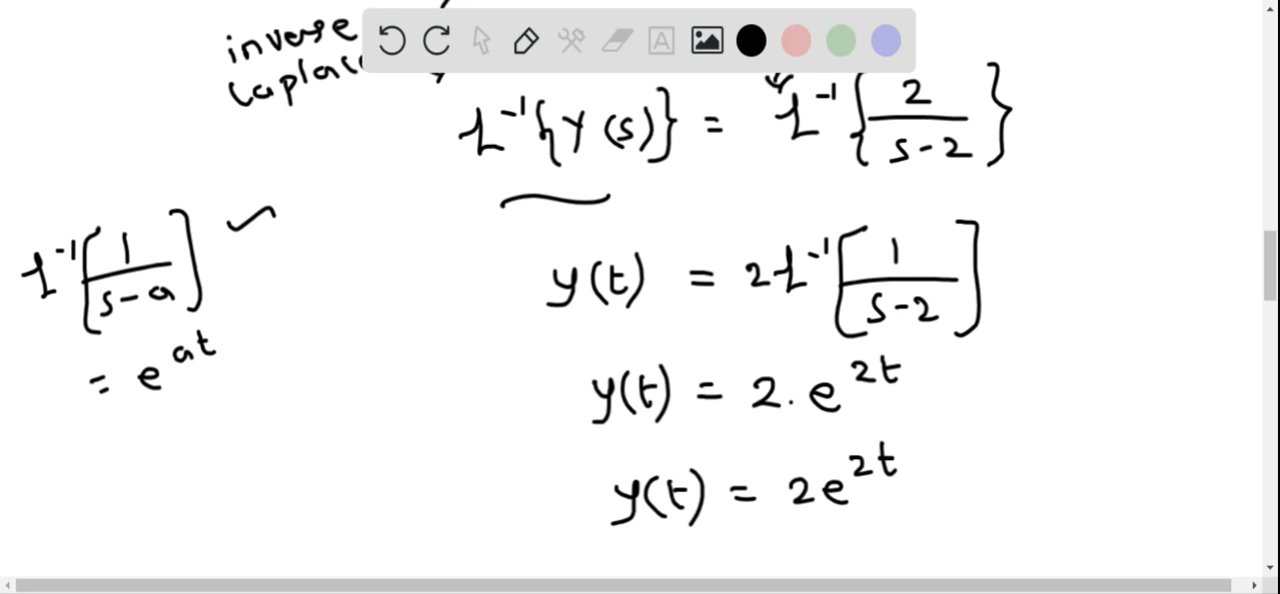 inverse
Laplace
L⁻¹{Y(s)} = L⁻¹{2/(s-2)}
L⁻¹[1/(s-a)]
= e^(at)
y(t) = 2L⁻¹[1/(s-2)]
y(t) = 2.e^(2t)
y(t) = 2e^(2t)